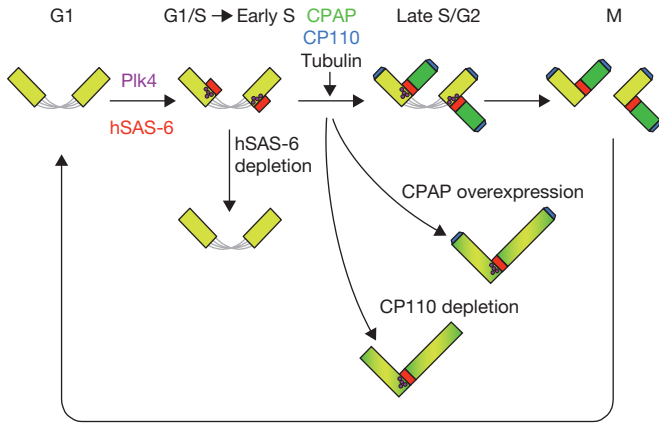 G1
G1/S → Early S
CPAP
CP110
Tubulin
Late S/G2
M
Plk4
hSAS-6
hSAS-6
depletion
CPAP overexpression
CP110 depletion